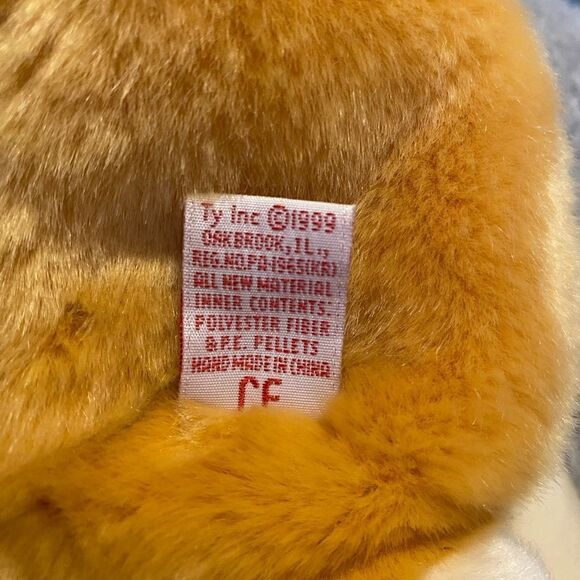 Ty Inc ©1999
OAKBROOK, IL.,
REG.NO.PA 1965(KR)
ALL NEW MATERIAL
INNER CONTENTS.
POLYESTER FIBER
& P.E. PELLETS
HAND MADE IN CHINA
CE